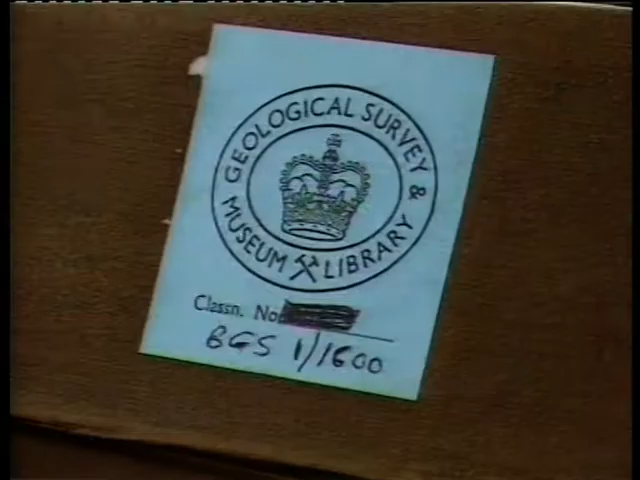 GEOLOGICAL SURVEY &
MUSEUM LIBRARY
Classn. No
BGS 1/1600